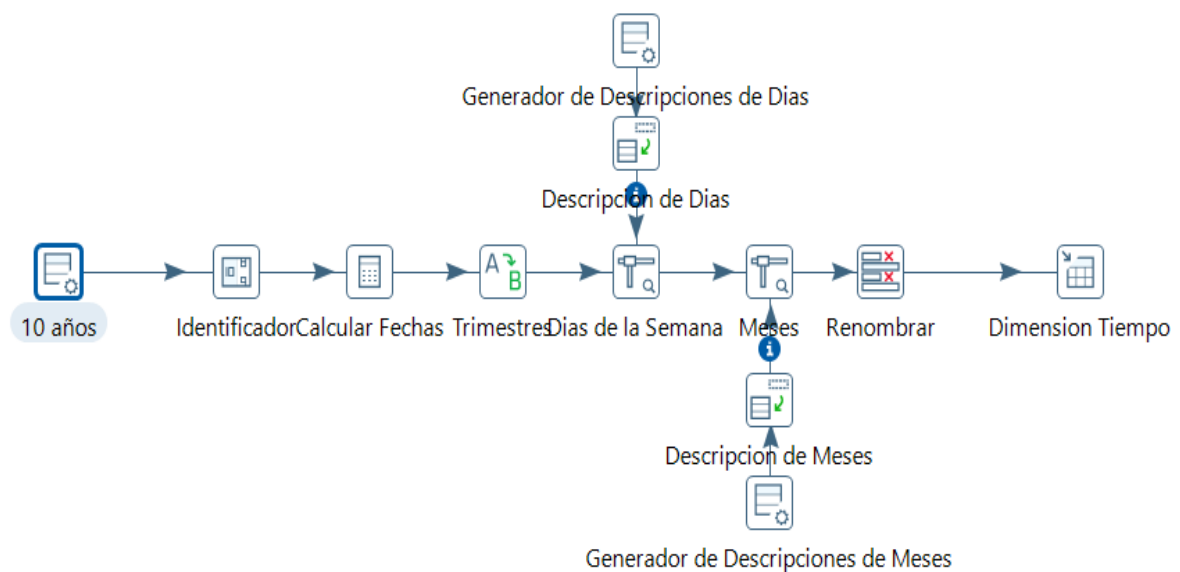 Generador de Descripciones de Dias
Descripcion de Dias
10 años
Identificador
Calcular Fechas
Trimestres
Dias de la Semana
Meses
Renombrar
Dimension Tiempo
Descripcion de Meses
Generador de Descripciones de Meses